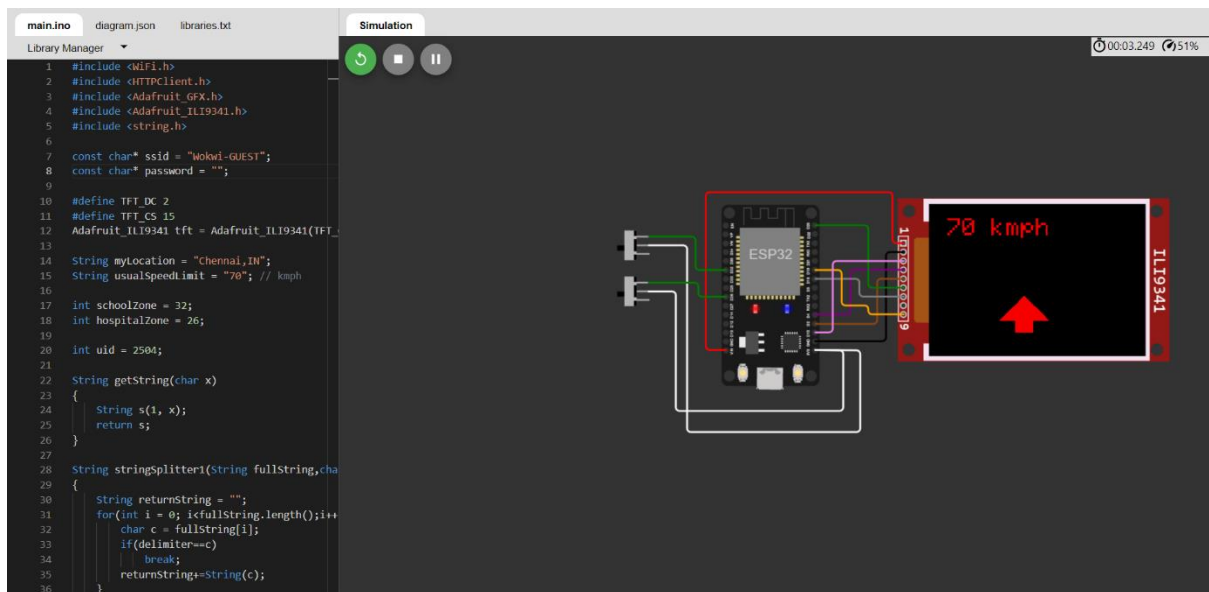 main.ino diagram.json libraries.txt
Library Manager
1 #include <WiFi.h>
2 #include <HTTPClient.h>
3 #include <Adafruit_GFX.h>
4 #include <Adafruit_ILI9341.h>
5 #include <string.h>
6
7 const char* ssid = "Wokwi-GUEST";
8 const char* password = "";
9
10 #define TFT_DC 2
11 #define TFT_CS 15
12 Adafruit_ILI9341 tft = Adafruit_ILI9341(TFT_
13
14 String myLocation = "Chennai,IN";
15 String usualSpeedLimit = "70"; // kmph
16
17 int schoolZone = 32;
18 int hospitalZone = 26;
19
20 int uid = 2504;
21
22 String getString(char x)
23 {
24 String s(1, x);
25 return s;
26 }
27
28 String stringSplitter1(String fullString,cha
29 {
30 String returnString = "";
31 for(int i = 0; i<fullString.length();i++
32 char c = fullString[i];
33 if(delimiter==c)
34 break;
35 returnString+=String(c);
36 }
Simulation
00:03.249 51%
ESP32
1
9
70 kmph
ILI9341